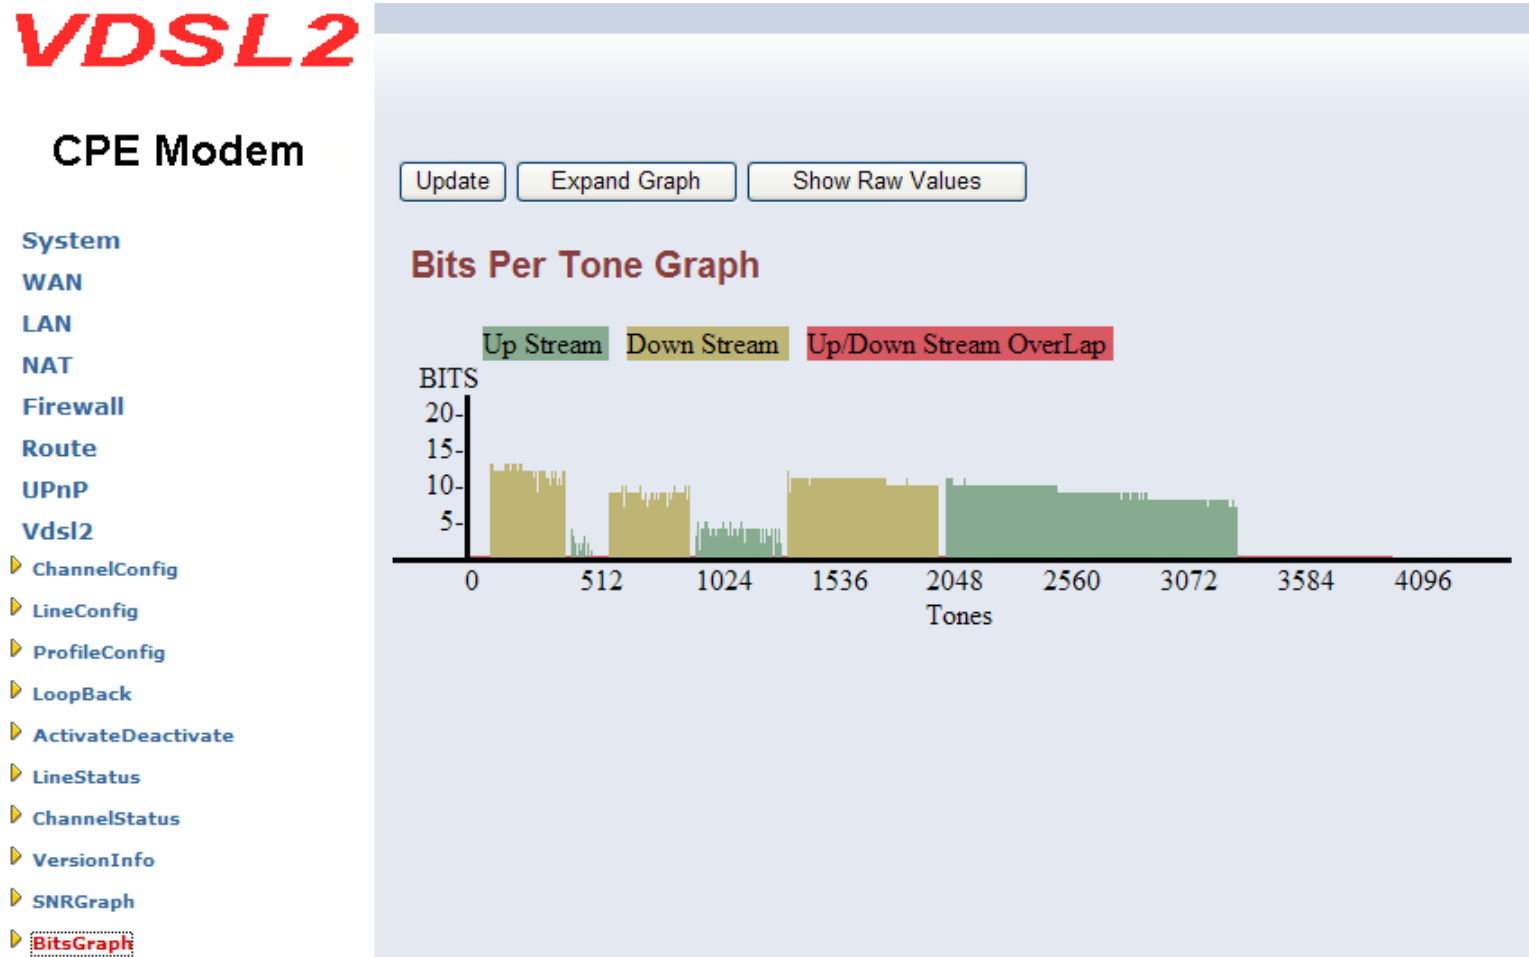 VDSL2
CPE Modem
System
WAN
LAN
NAT
Firewall
Route
UPnP
Vdsl2
ChannelConfig
LineConfig
ProfileConfig
LoopBack
ActivateDeactivate
LineStatus
ChannelStatus
VersionInfo
SNRGraph
BitsGraph
Update Expand Graph Show Raw Values
Bits Per Tone Graph
Up Stream Down Stream Up/Down Stream OverLap
BITS
20-
15-
10-
5-
0 512 1024 1536 2048 2560 3072 3584 4096
Tones